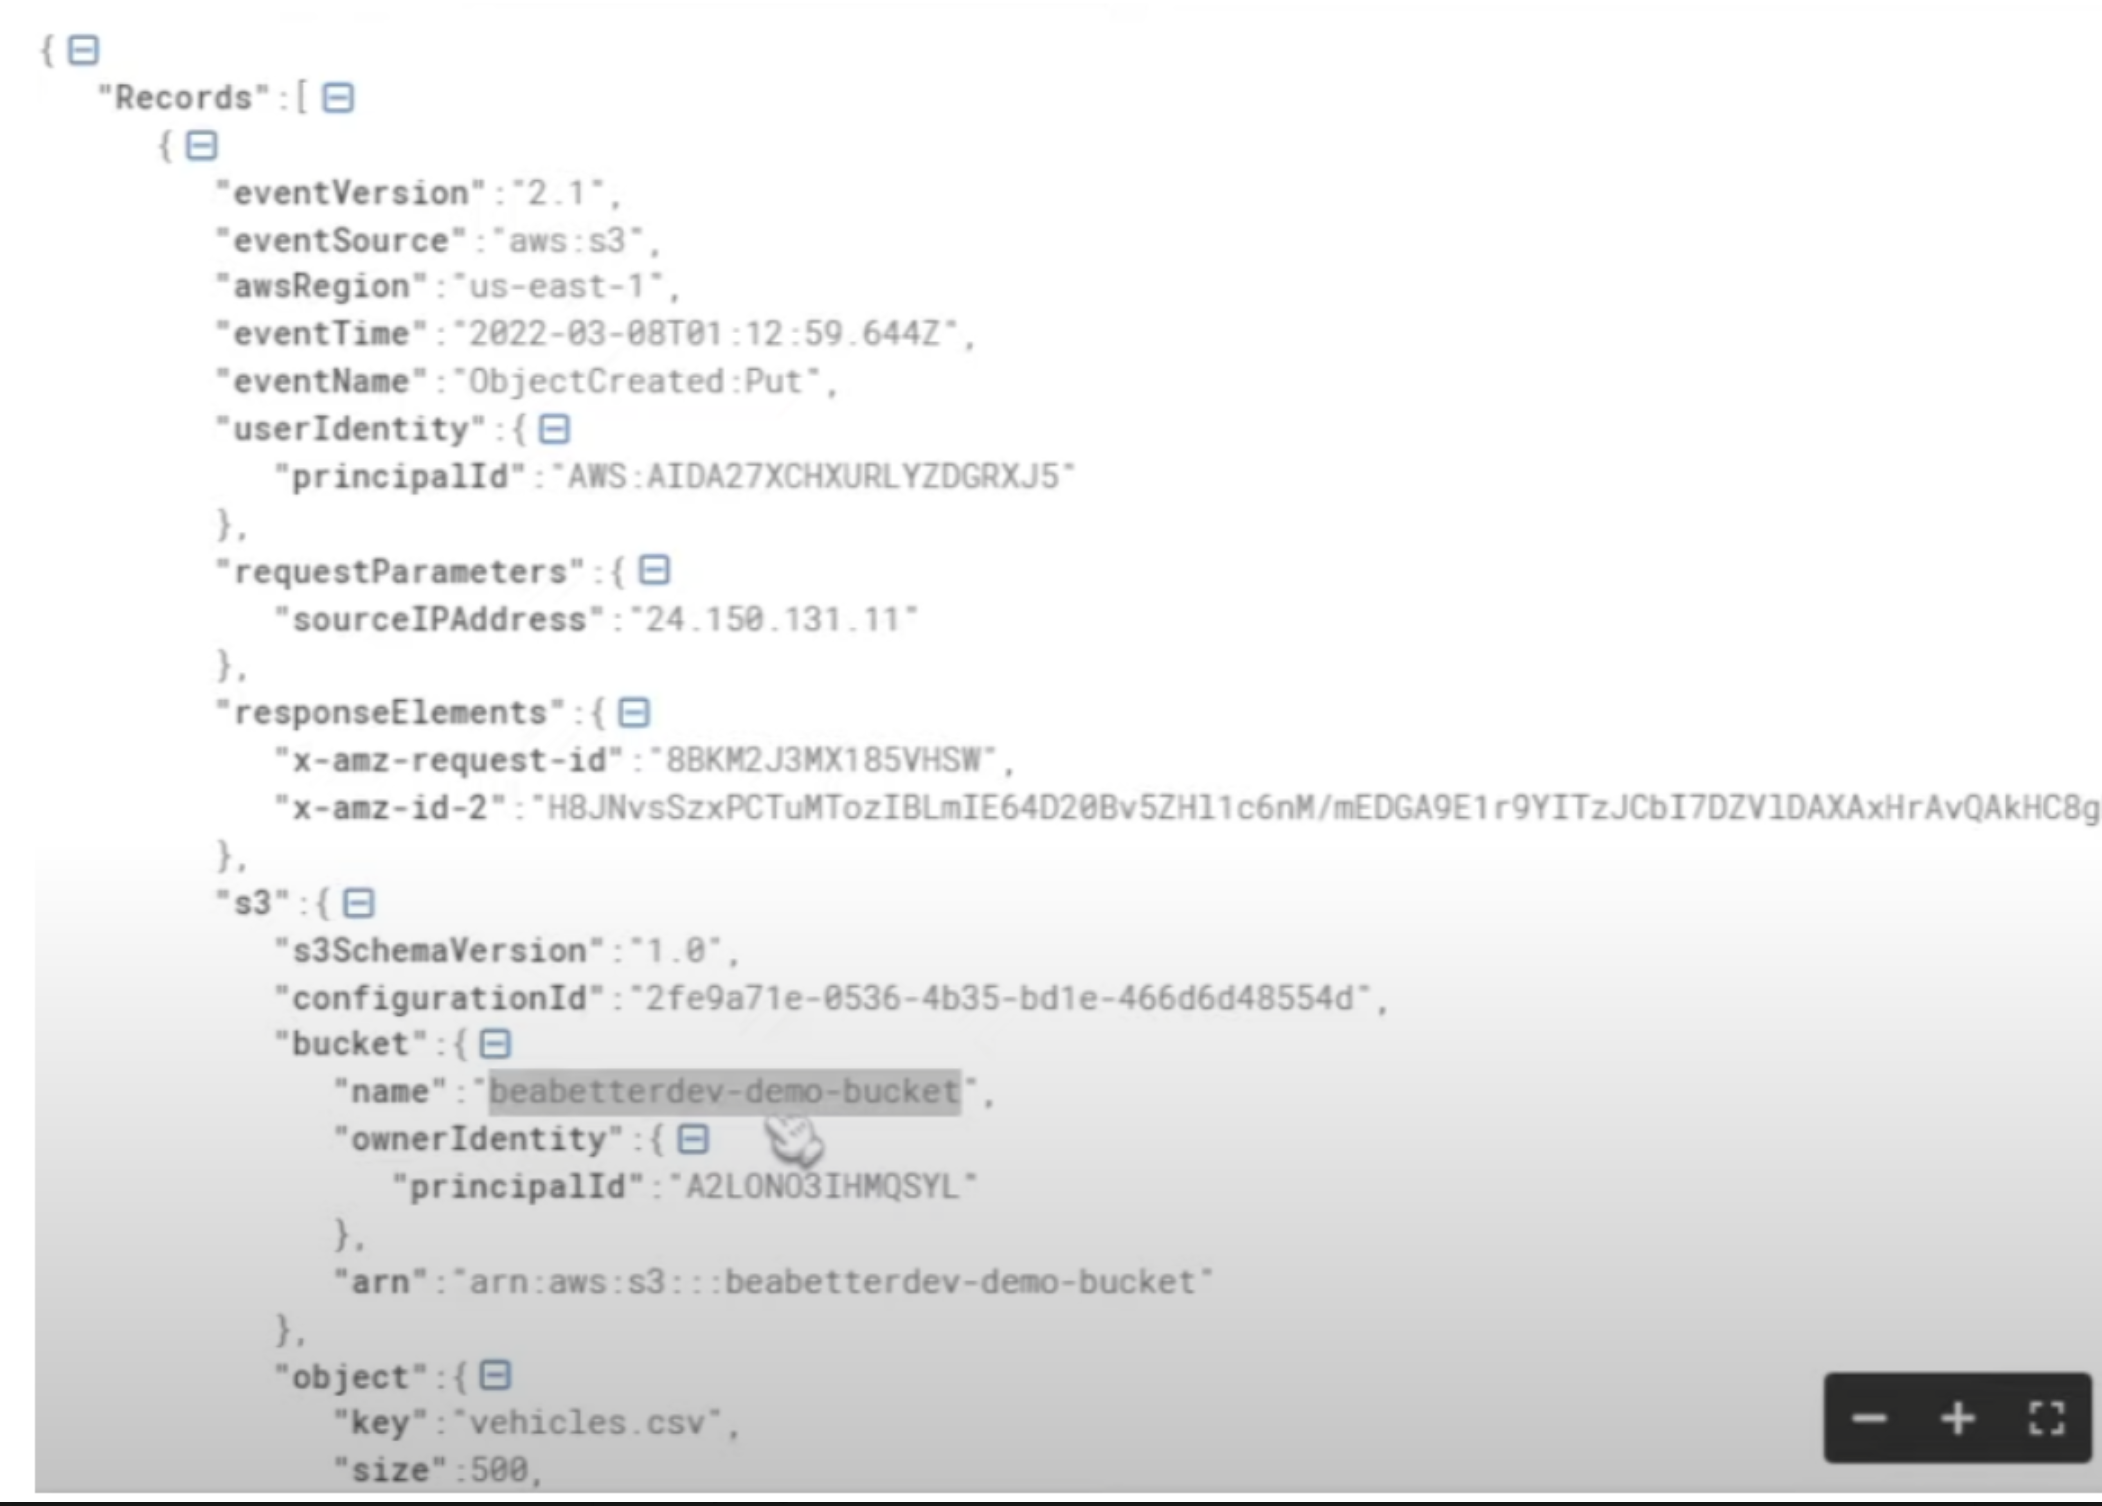 {
"Records":[
{
"eventVersion":"2.1",
"eventSource":"aws:s3",
"awsRegion":"us-east-1",
"eventTime":"2022-03-08T01:12:59.644Z",
"eventName":"ObjectCreated:Put",
"userIdentity":{
"principalId":"AWS:AIDA27XCHXURLYZDGRXJ5"
},
"requestParameters":{
"sourceIPAddress":"24.150.131.11"
},
"responseElements":{
"x-amz-request-id":"8BKM2J3MX185VHSW",
"x-amz-id-2":"H8JNvsSzxPCTuMTozIBLmIE64D20Bv5ZHl1c6nM/mEDGA9E1r9YITzJCbI7DZVlDAXAxHrAvQAkHC8g
},
"s3":{
"s3SchemaVersion":"1.0",
"configurationId":"2fe9a71e-0536-4b35-bd1e-466d6d48554d",
"bucket":{
"name":"beabetterdev-demo-bucket",
"ownerIdentity":{
"principalId":"A2LONO3IHMQSYL"
},
"arn":"arn:aws:s3:::beabetterdev-demo-bucket"
},
"object":{
"key":"vehicles.csv",
"size":500,